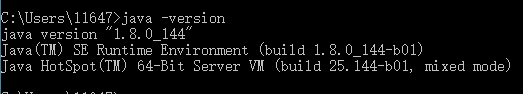 C:\Users\11647>java -version
java version "1.8.0_144"
Java(TM) SE Runtime Environment (build 1.8.0_144-b01)
Java HotSpot(TM) 64-Bit Server VM (build 25.144-b01, mixed mode)